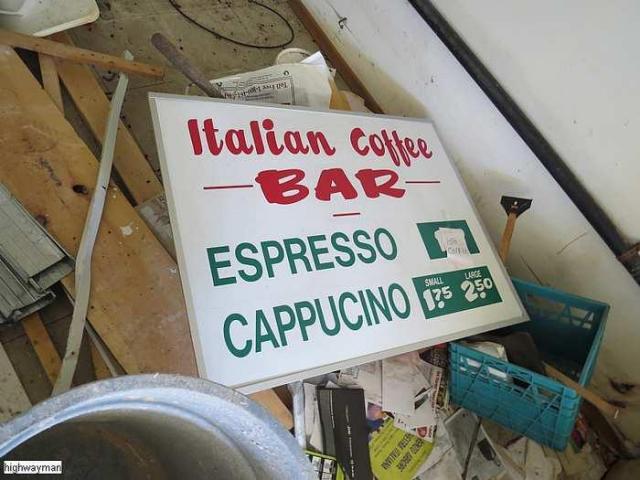 Italian Coffee
BAR
ESPRESSO
SMALL LARGE
CAPPUCINO 1.75 2.50
highwayman